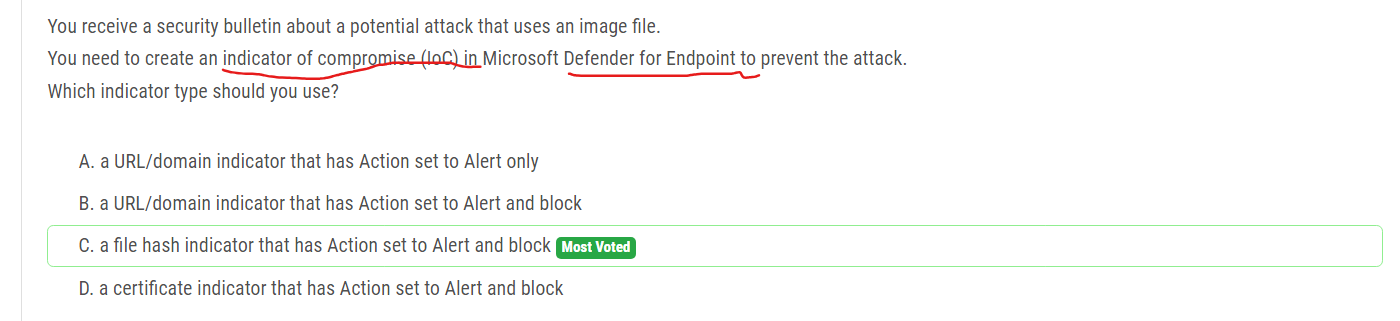 You receive a security bulletin about a potential attack that uses an image file.
You need to create an indicator of compromise (IoC) in Microsoft Defender for Endpoint to prevent the attack.
Which indicator type should you use?
A. a URL/domain indicator that has Action set to Alert only
B. a URL/domain indicator that has Action set to Alert and block
C. a file hash indicator that has Action set to Alert and block Most Voted
D. a certificate indicator that has Action set to Alert and block